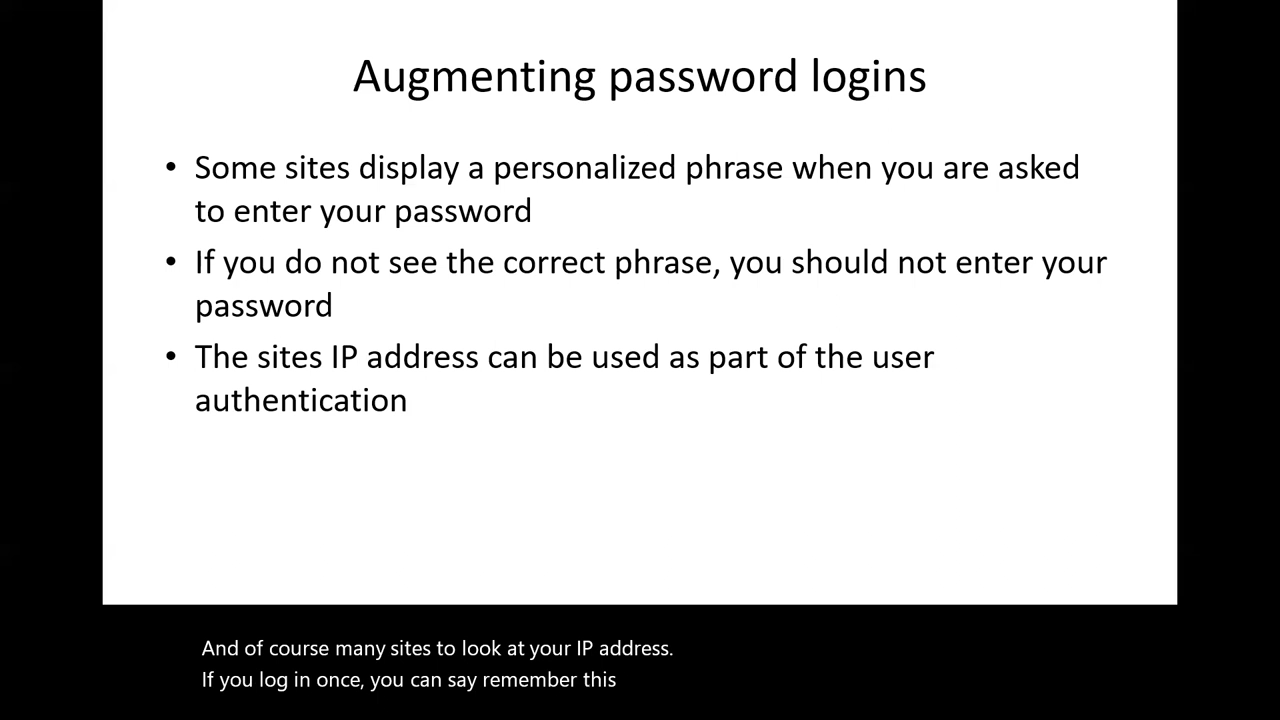 Augmenting password logins
• Some sites display a personalized phrase when you are asked
to enter your password
• If you do not see the correct phrase, you should not enter your
password
• The sites IP address can be used as part of the user
authentication
And of course many sites to look at your IP address.
If you log in once, you can say remember this